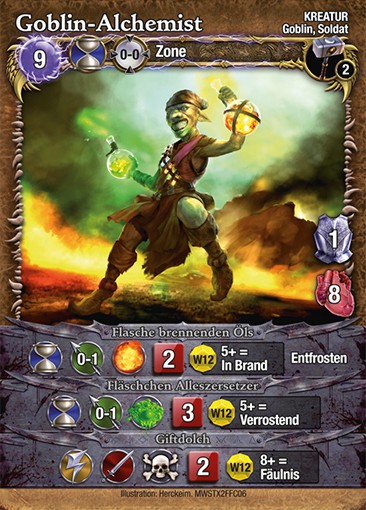 Goblin-Alchemist
KREATUR
Goblin, Soldat
9
0-0
Zone
2
1
8
Flasche brennenden Öls
0-1
2
W12
5+ =
In Brand
Entfrosten
Fläschchen Alleszersetzer
0-1
3
W12
5+ =
Verrostend
Giftdolch
2
W12
8+ =
Fäulnis
Illustration: Herckeim. MWSTX2FFC06